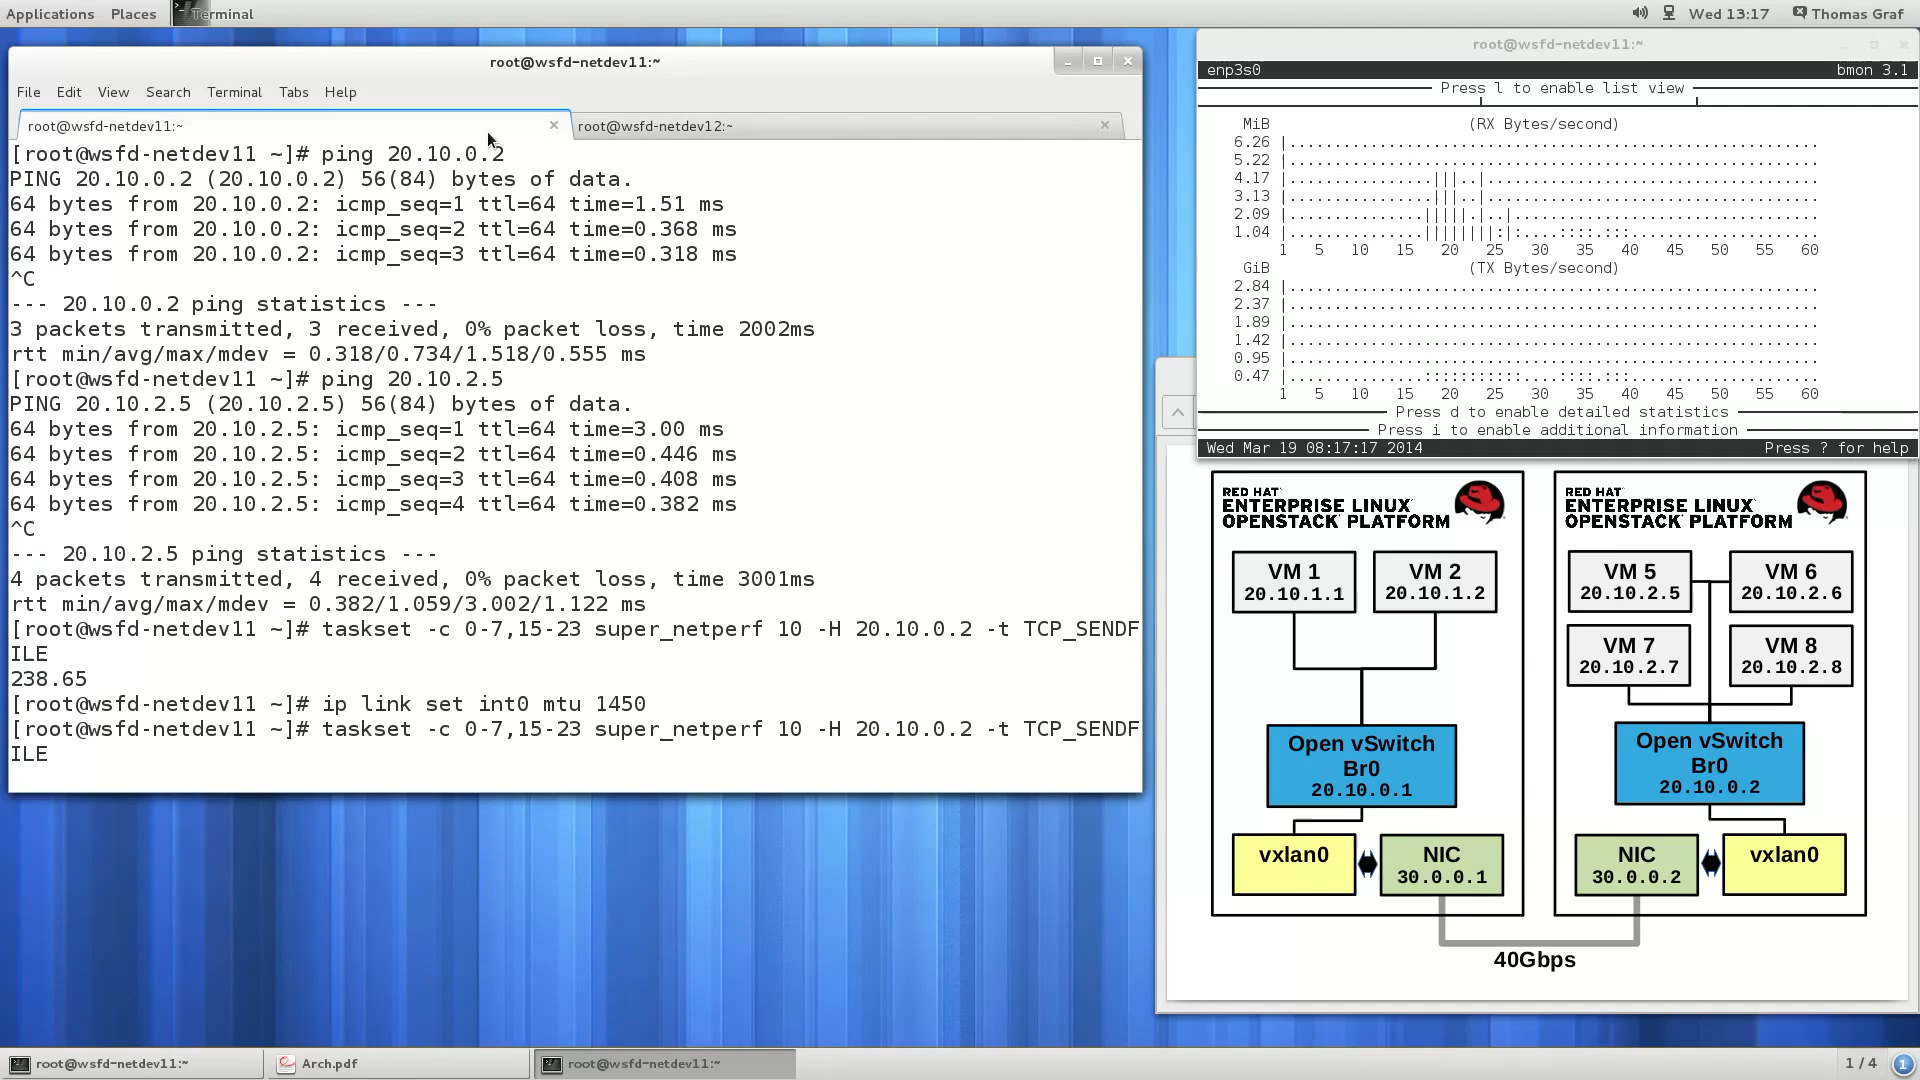 Applications Places Terminal
Wed 13:17 Thomas Graf
root@wsfd-netdev11:~
File Edit View Search Terminal Tabs Help
root@wsfd-netdev11:~ root@wsfd-netdev12:~
[root@wsfd-netdev11 ~]# ping 20.10.0.2
PING 20.10.0.2 (20.10.0.2) 56(84) bytes of data.
64 bytes from 20.10.0.2: icmp_seq=1 ttl=64 time=1.51 ms
64 bytes from 20.10.0.2: icmp_seq=2 ttl=64 time=0.368 ms
64 bytes from 20.10.0.2: icmp_seq=3 ttl=64 time=0.318 ms
^C
--- 20.10.0.2 ping statistics ---
3 packets transmitted, 3 received, 0% packet loss, time 2002ms
rtt min/avg/max/mdev = 0.318/0.734/1.518/0.555 ms
[root@wsfd-netdev11 ~]# ping 20.10.2.5
PING 20.10.2.5 (20.10.2.5) 56(84) bytes of data.
64 bytes from 20.10.2.5: icmp_seq=1 ttl=64 time=3.00 ms
64 bytes from 20.10.2.5: icmp_seq=2 ttl=64 time=0.446 ms
64 bytes from 20.10.2.5: icmp_seq=3 ttl=64 time=0.408 ms
64 bytes from 20.10.2.5: icmp_seq=4 ttl=64 time=0.382 ms
^C
--- 20.10.2.5 ping statistics ---
4 packets transmitted, 4 received, 0% packet loss, time 3001ms
rtt min/avg/max/mdev = 0.382/1.059/3.002/1.122 ms
[root@wsfd-netdev11 ~]# taskset -c 0-7,15-23 super_netperf 10 -H 20.10.0.2 -t TCP_SENDF
ILE
238.65
[root@wsfd-netdev11 ~]# ip link set int0 mtu 1450
[root@wsfd-netdev11 ~]# taskset -c 0-7,15-23 super_netperf 10 -H 20.10.0.2 -t TCP_SENDF
ILE
root@wsfd-netdev11:~
enp3s0 bmon 3.1
Press l to enable list view
MiB (RX Bytes/second)
6.26 |...........................................................
5.22 |...........................................................
4.17 |................|||..|.....................................
3.13 |................|||..|.....................................
2.09 |...............|||||.|..|..................................
1.04 |...............||||||||:|:....::::.:::.....................
1 5 10 15 20 25 30 35 40 45 50 55 60
GiB (TX Bytes/second)
2.84 |...........................................................
2.37 |...........................................................
1.89 |...........................................................
1.42 |...........................................................
0.95 |...........................................................
0.47 |...............:::::::::::....::::.:::.....................
1 5 10 15 20 25 30 35 40 45 50 55 60
Press d to enable detailed statistics
Press i to enable additional information
Wed Mar 19 08:17:17 2014 Press ? for help
RED HAT
ENTERPRISE LINUX
OPENSTACK PLATFORM
VM 1
20.10.1.1
VM 2
20.10.1.2
Open vSwitch
Br0
20.10.0.1
vxlan0
NIC
30.0.0.1
RED HAT
ENTERPRISE LINUX
OPENSTACK PLATFORM
VM 5
20.10.2.5
VM 6
20.10.2.6
VM 7
20.10.2.7
VM 8
20.10.2.8
Open vSwitch
Br0
20.10.0.2
NIC
30.0.0.2
vxlan0
40Gbps
root@wsfd-netdev11:~ Arch.pdf root@wsfd-netdev11:~ 1 / 4 1